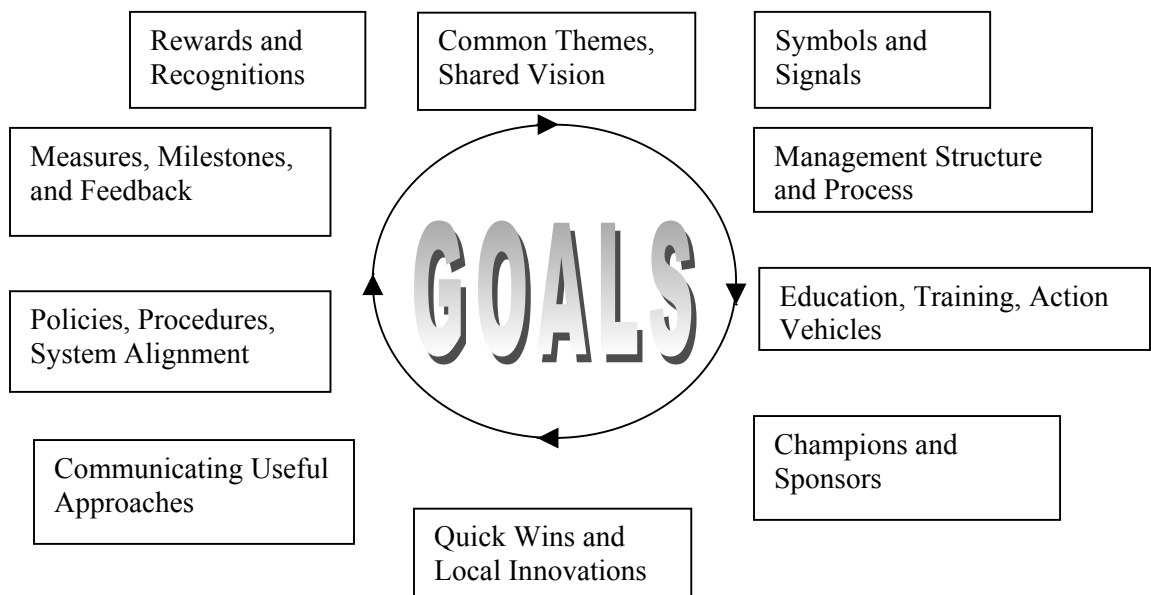 Rewards and
Recognitions
Common Themes,
Shared Vision
Symbols and
Signals
Measures, Milestones,
and Feedback
Management Structure
and Process
GOALS
Education, Training, Action
Vehicles
Policies, Procedures,
System Alignment
Champions and
Sponsors
Communicating Useful
Approaches
Quick Wins and
Local Innovations